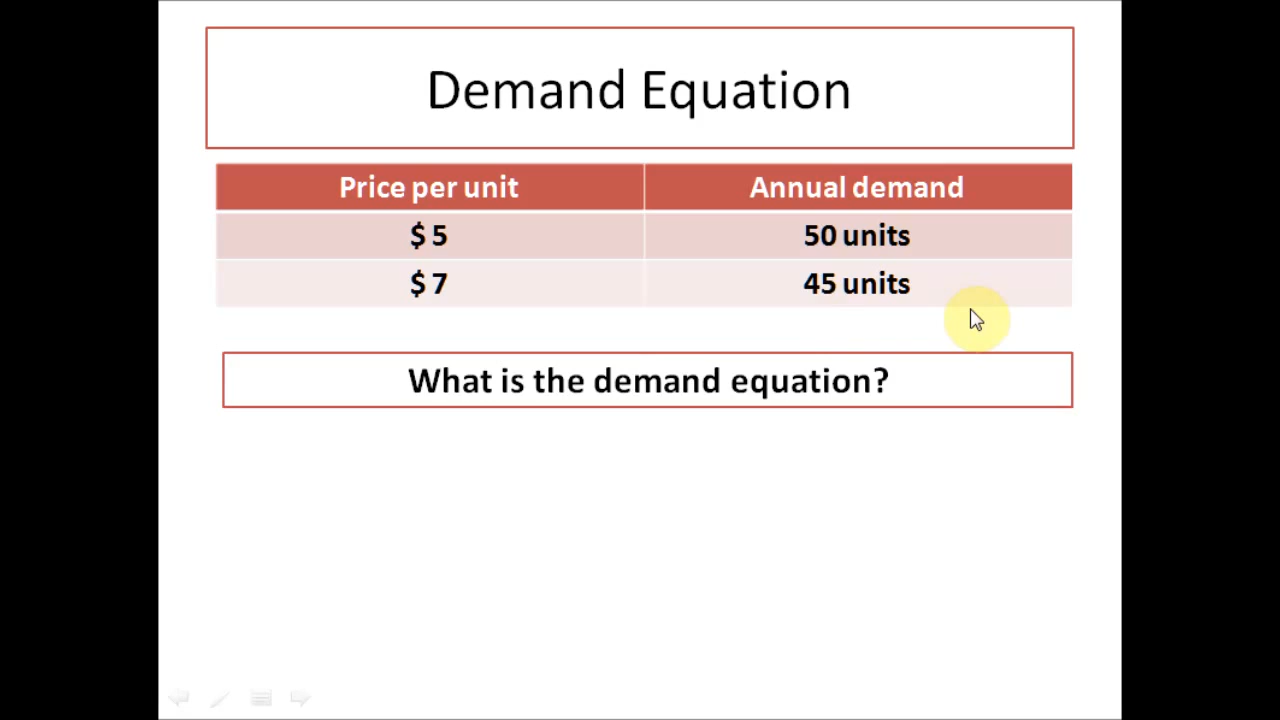 Demand Equation
Price per unit Annual demand
$ 5 50 units
$ 7 45 units
What is the demand equation?